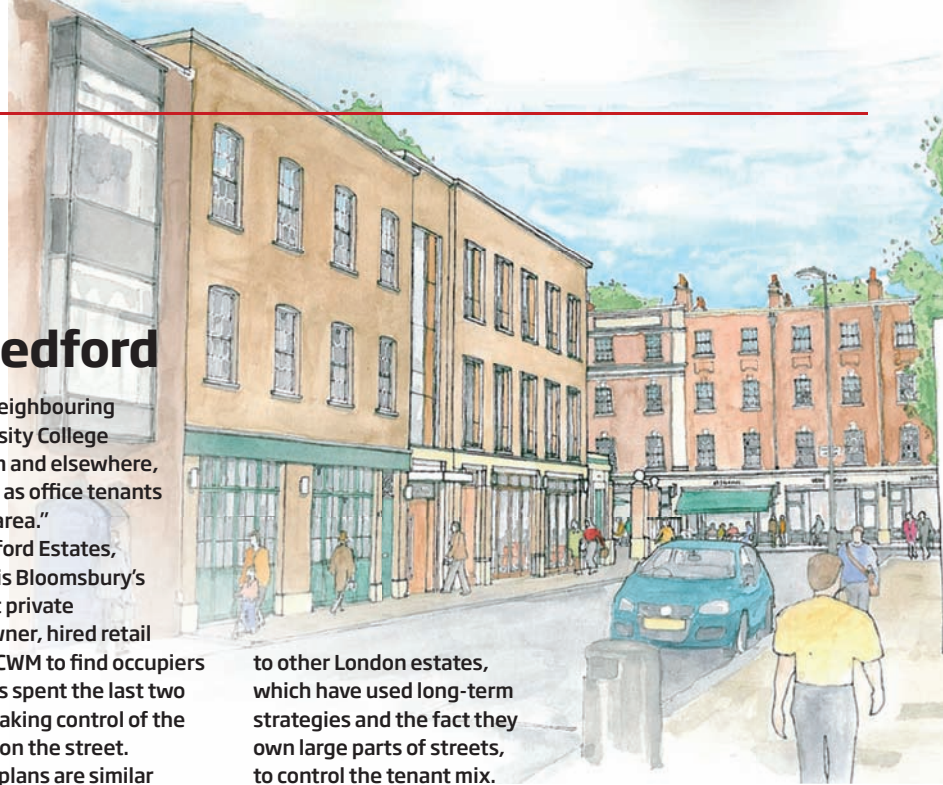 edford
eighbouring
sity College
n and elsewhere,
as office tenants
area.”
ford Estates,
is Bloomsbury’s
t private
wner, hired retail
CWM to find occupiers
s spent the last two
aking control of the
on the street.
plans are similar
to other London estates,
which have used long-term
strategies and the fact they
own large parts of streets,
to control the tenant mix.